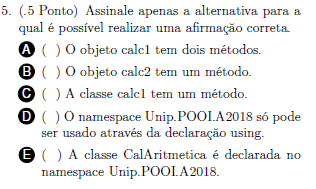 5. (.5 Ponto) Assinale apenas a alternativa para a
qual é possível realizar uma afirmação correta.
A ( ) O objeto calc1 tem dois métodos.
B ( ) O objeto calc2 tem um método.
C ( ) A classe calc1 tem um método.
D ( ) O namespace Unip.POOI.A2018 só pode
ser usado através da declaração using.
E ( ) A classe CalAritmetica é declarada no
namespace Unip.POOI.A2018.